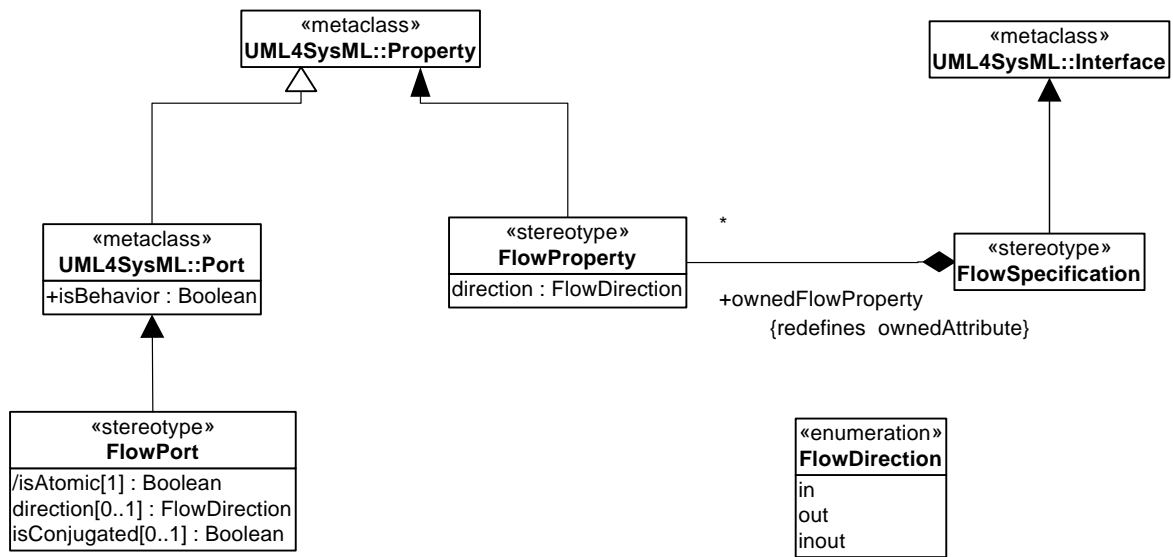 «metaclass»
UML4SysML::Property
«metaclass»
UML4SysML::Interface
«metaclass»
UML4SysML::Port
+isBehavior : Boolean
«stereotype»
FlowProperty
direction : FlowDirection
*
+ownedFlowProperty
{redefines ownedAttribute}
«stereotype»
FlowSpecification
«stereotype»
FlowPort
/isAtomic[1] : Boolean
direction[0..1] : FlowDirection
isConjugated[0..1] : Boolean
«enumeration»
FlowDirection
in
out
inout